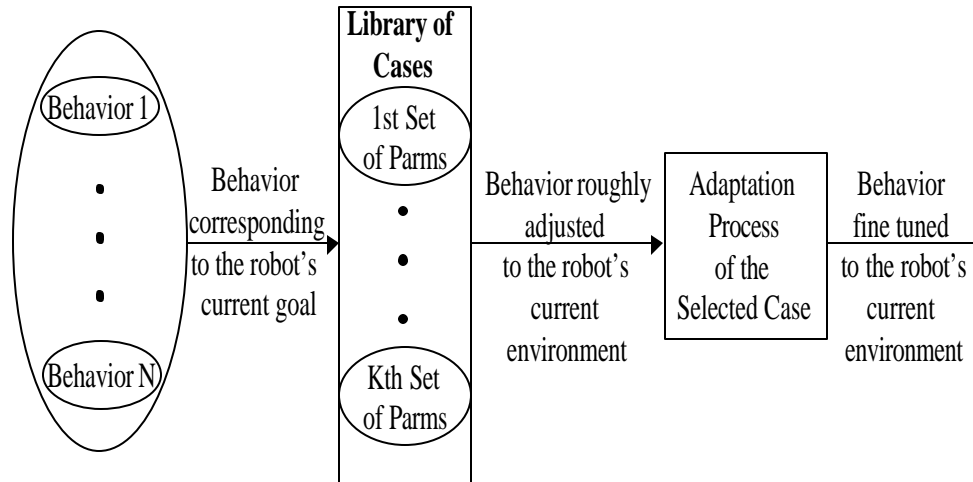 Behavior 1
Behavior N
Behavior
corresponding
to the robot's
current goal
Library of
Cases
1st Set
of Parms
Kth Set
of Parms
Behavior roughly
adjusted
to the robot's
current
environment
Adaptation
Process
of the
Selected Case
Behavior
fine tuned
to the robot's
current
environment